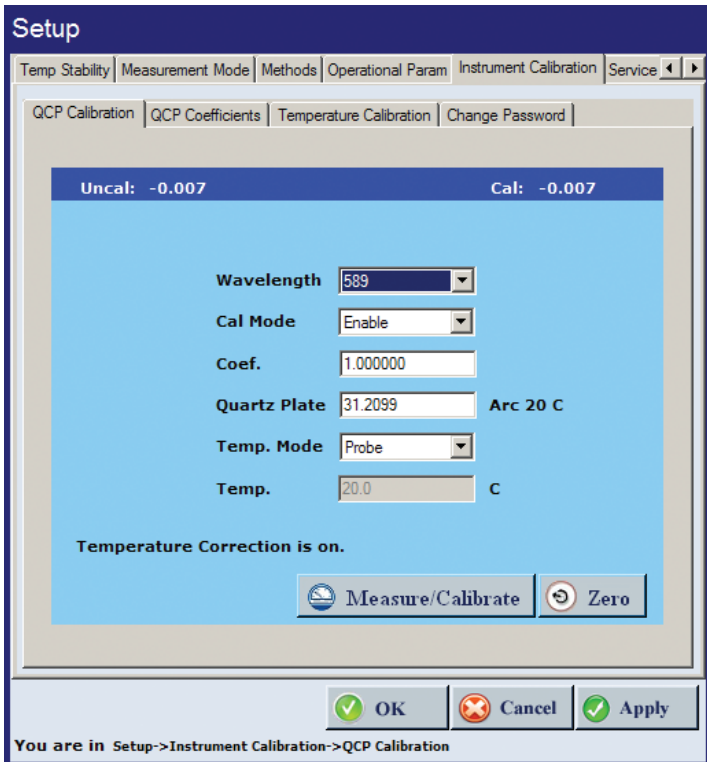 Setup
Temp Stability Measurement Mode Methods Operational Param Instrument Calibration Service
QCP Calibration QCP Coefficients Temperature Calibration Change Password
Uncal: -0.007 Cal: -0.007
Wavelength 589
Cal Mode Enable
Coef. 1.000000
Quartz Plate 31.2099 Arc 20 C
Temp. Mode Probe
Temp. 20.0 C
Temperature Correction is on.
Measure/Calibrate Zero
OK Cancel Apply
You are in Setup->Instrument Calibration->QCP Calibration